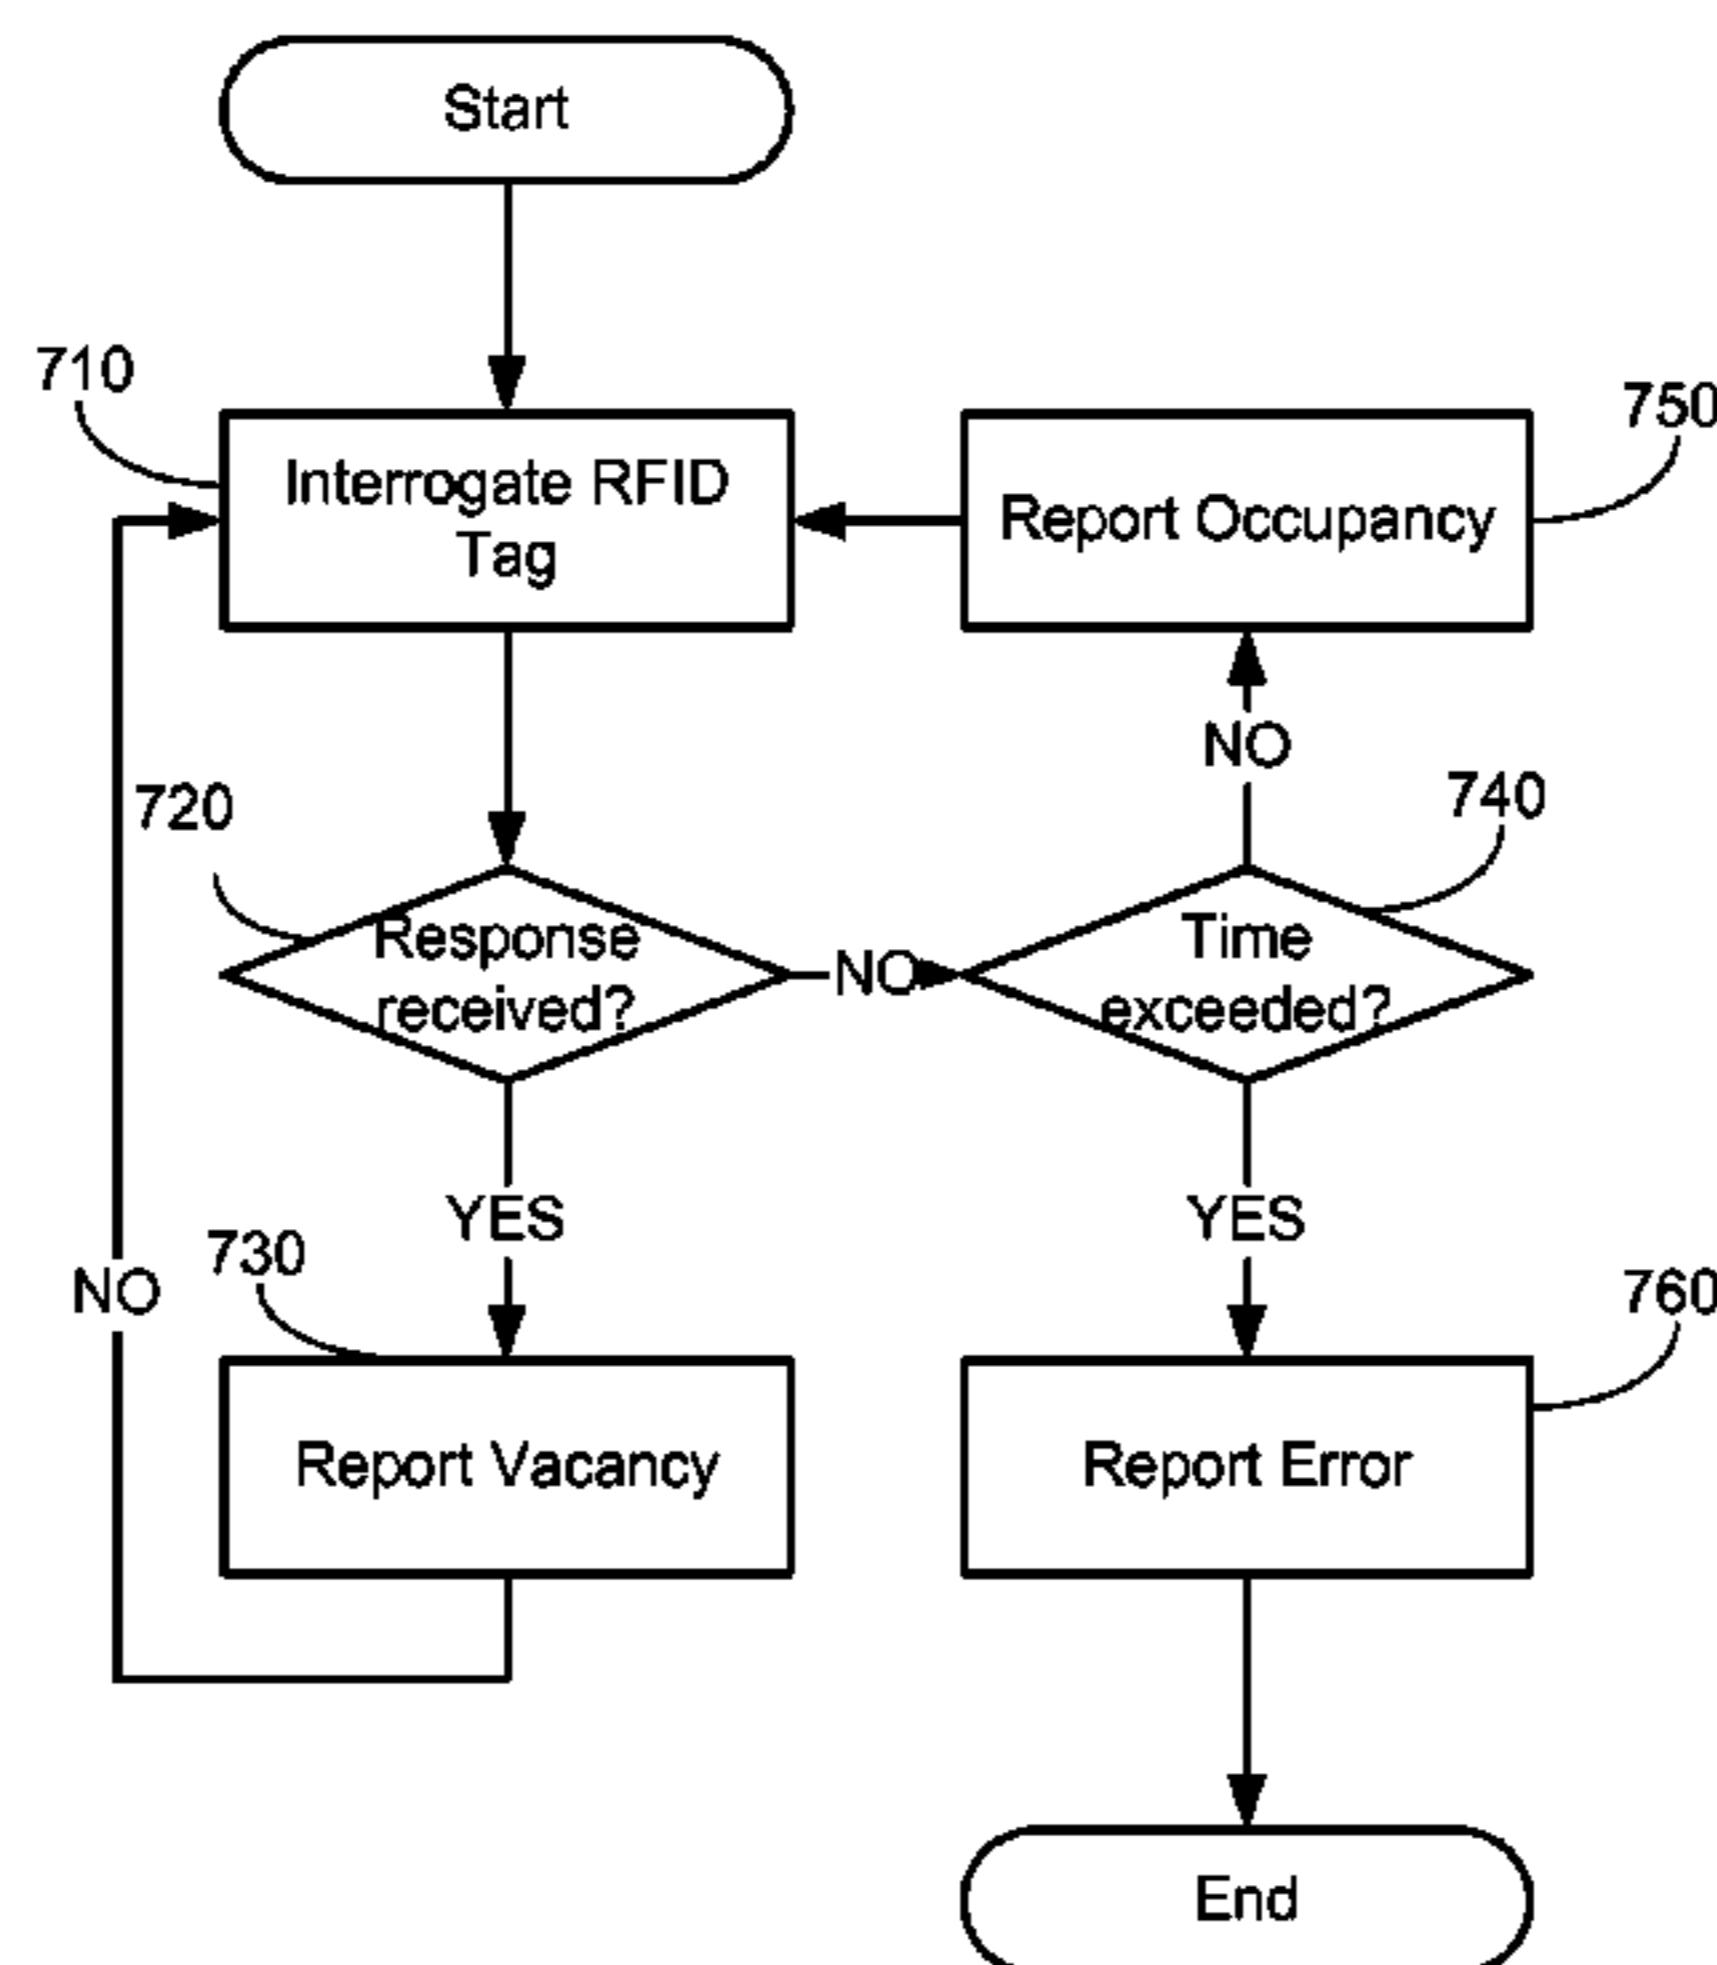 Start
710
Interrogate RFID
Tag
750
Report Occupancy
NO
720
740
Response
received?
NO
Time
exceeded?
YES
YES
NO
730
760
Report Vacancy
Report Error
End